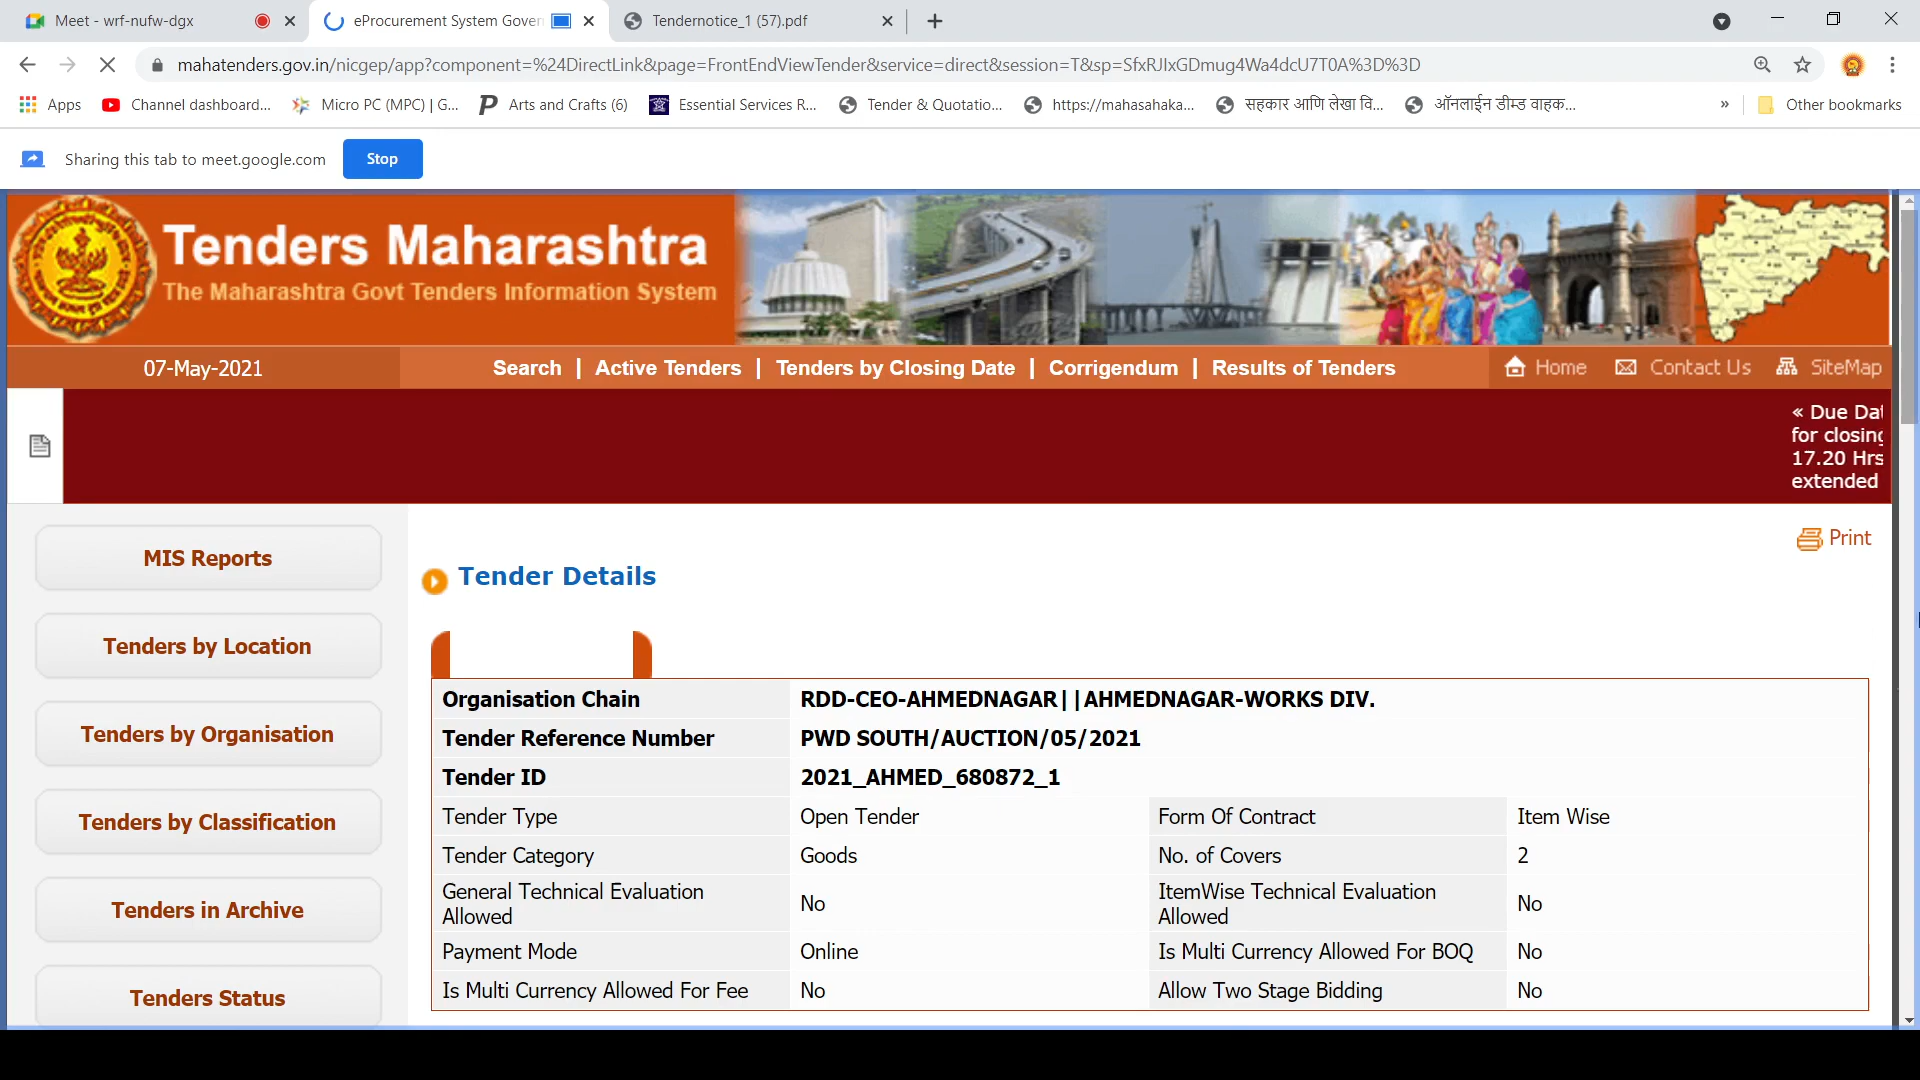 Meet - wrf-nufw-dgx
eProcurement System Govern
Tendernotice_1 (57).pdf
mahatenders.gov.in/nicgep/app?component=%24DirectLink&page=FrontEndViewTender&service=direct&session=T&sp=SfxRJIxGDmug4Wa4dcU7T0A%3D%3D
Apps
Channel dashboard...
Micro PC (MPC) | G...
Arts and Crafts (6)
Essential Services R...
Tender & Quotatio...
https://mahasahaka...
सहकार आणि लेखा वि...
ऑनलाईन डीम्ड वाहक...
»
Other bookmarks
Sharing this tab to meet.google.com
Stop
Tenders Maharashtra
The Maharashtra Govt Tenders Information System
07-May-2021
Search | Active Tenders | Tenders by Closing Date | Corrigendum | Results of Tenders
Home
Contact Us
SiteMap
« Due Dat
for closing
17.20 Hrs
extended
MIS Reports
Tenders by Location
Tenders by Organisation
Tenders by Classification
Tenders in Archive
Tenders Status
Print
Tender Details
Organisation Chain RDD-CEO-AHMEDNAGAR||AHMEDNAGAR-WORKS DIV.
Tender Reference Number PWD SOUTH/AUCTION/05/2021
Tender ID 2021_AHMED_680872_1
Tender Type Open Tender Form Of Contract Item Wise
Tender Category Goods No. of Covers 2
General Technical Evaluation
Allowed No
ItemWise Technical Evaluation
Allowed No
Payment Mode Online Is Multi Currency Allowed For BOQ No
Is Multi Currency Allowed For Fee No Allow Two Stage Bidding No